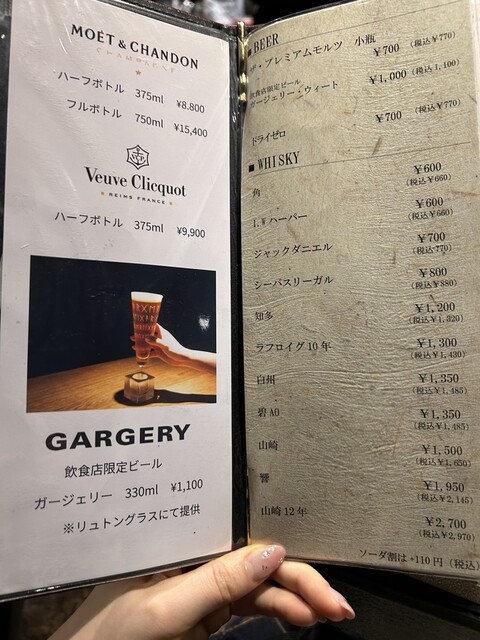 MOËT & CHANDON
CHAMPAGNE
ハーフボトル 375ml ¥8,800
フルボトル 750ml ¥15,400
Veuve Clicquot
REIMS FRANCE
ハーフボトル 375ml ¥9,900
GARGERY
飲食店限定ビール
ガージェリー 330ml ¥1,100
※リュトングラスにて提供
BEER
ザ・プレミアムモルツ 小瓶 ¥700 (税込¥770)
飲食店限定ビール
ガージェリー・ウィート ¥1,000 (税込1,100)
ドライゼロ ¥700 (税込¥770)
■WHISKY
角 ¥600 (税込¥660)
I.Wハーパー ¥600 (税込¥660)
ジャックダニエル ¥700 (税込¥770)
シーバスリーガル ¥800 (税込¥880)
知多 ¥1,200 (税込¥1,320)
ラフロイグ10年 ¥1,300 (税込¥1,430)
白州 ¥1,350 (税込¥1,485)
碧AO ¥1,350 (税込¥1,485)
山崎 ¥1,500 (税込¥1,650)
響 ¥1,950 (税込¥2,145)
山崎12年 ¥2,700 (税込¥2,970)
ソーダ割は+110円 (税込)